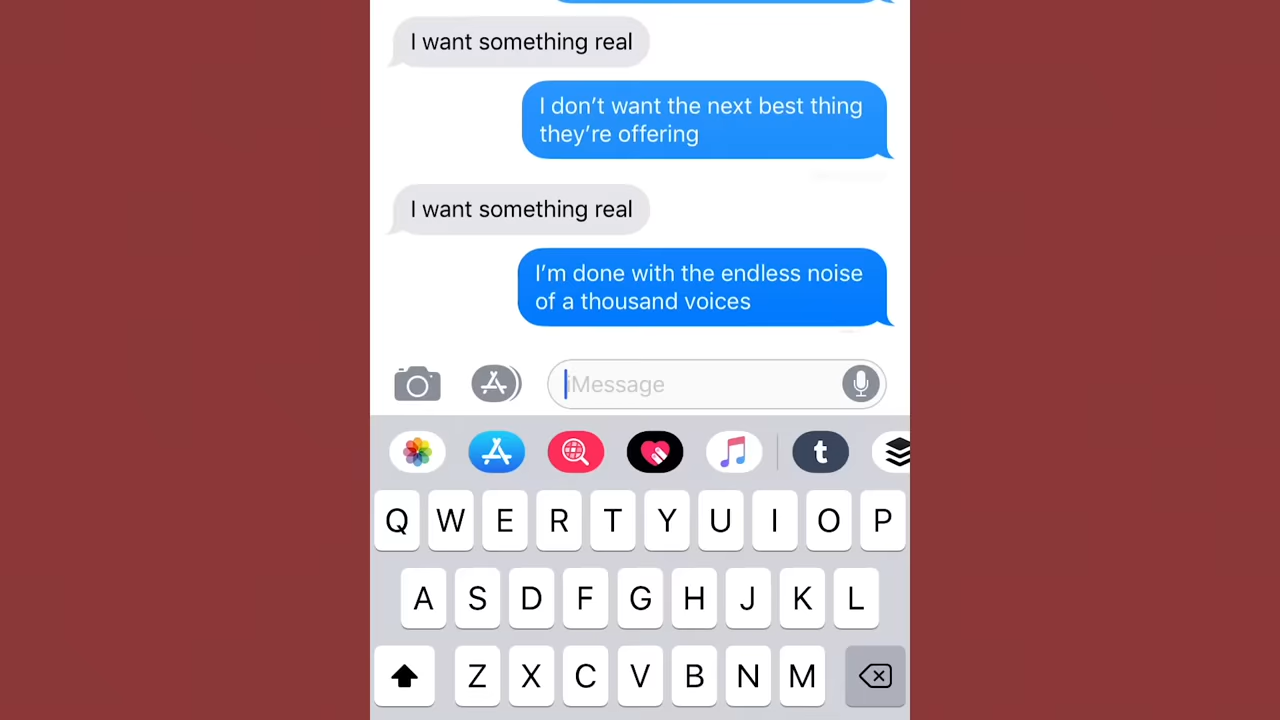 I want something real
I don’t want the next best thing
they’re offering
I want something real
I’m done with the endless noise
of a thousand voices
iMessage
t
Q W E R T Y U I O P
A S D F G H J K L
Z X C V B N M